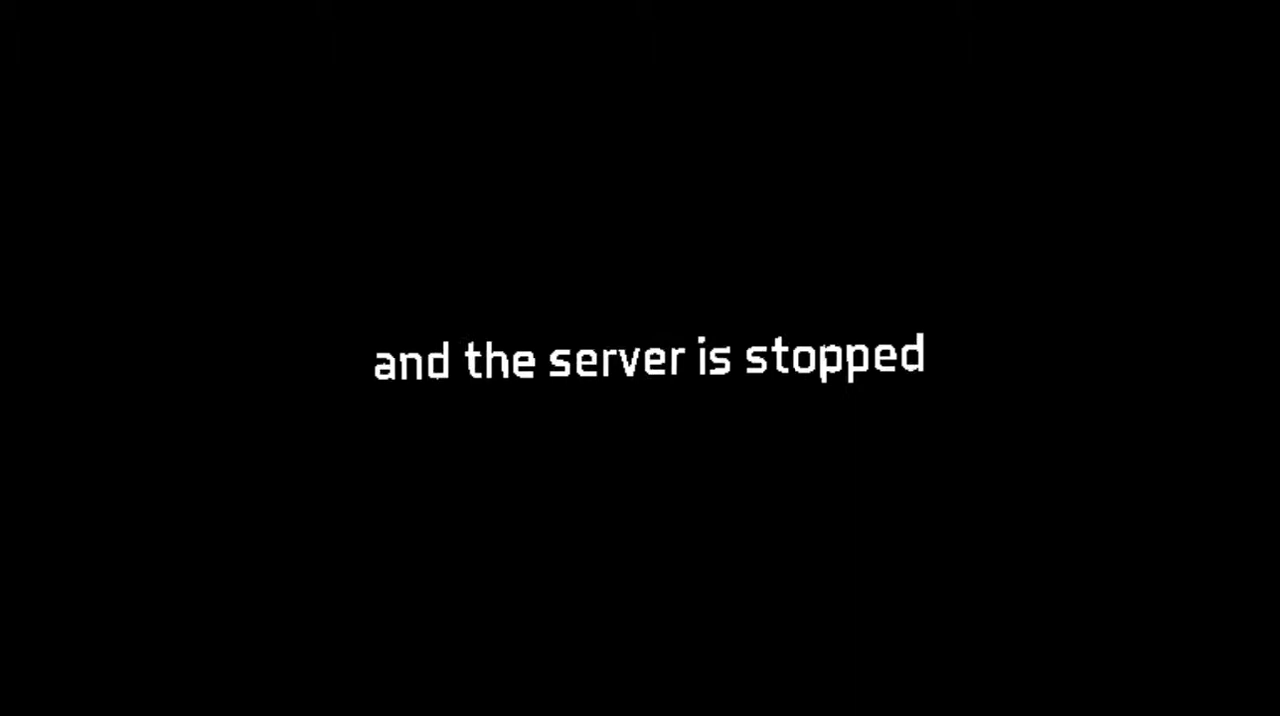 and the server is stopped